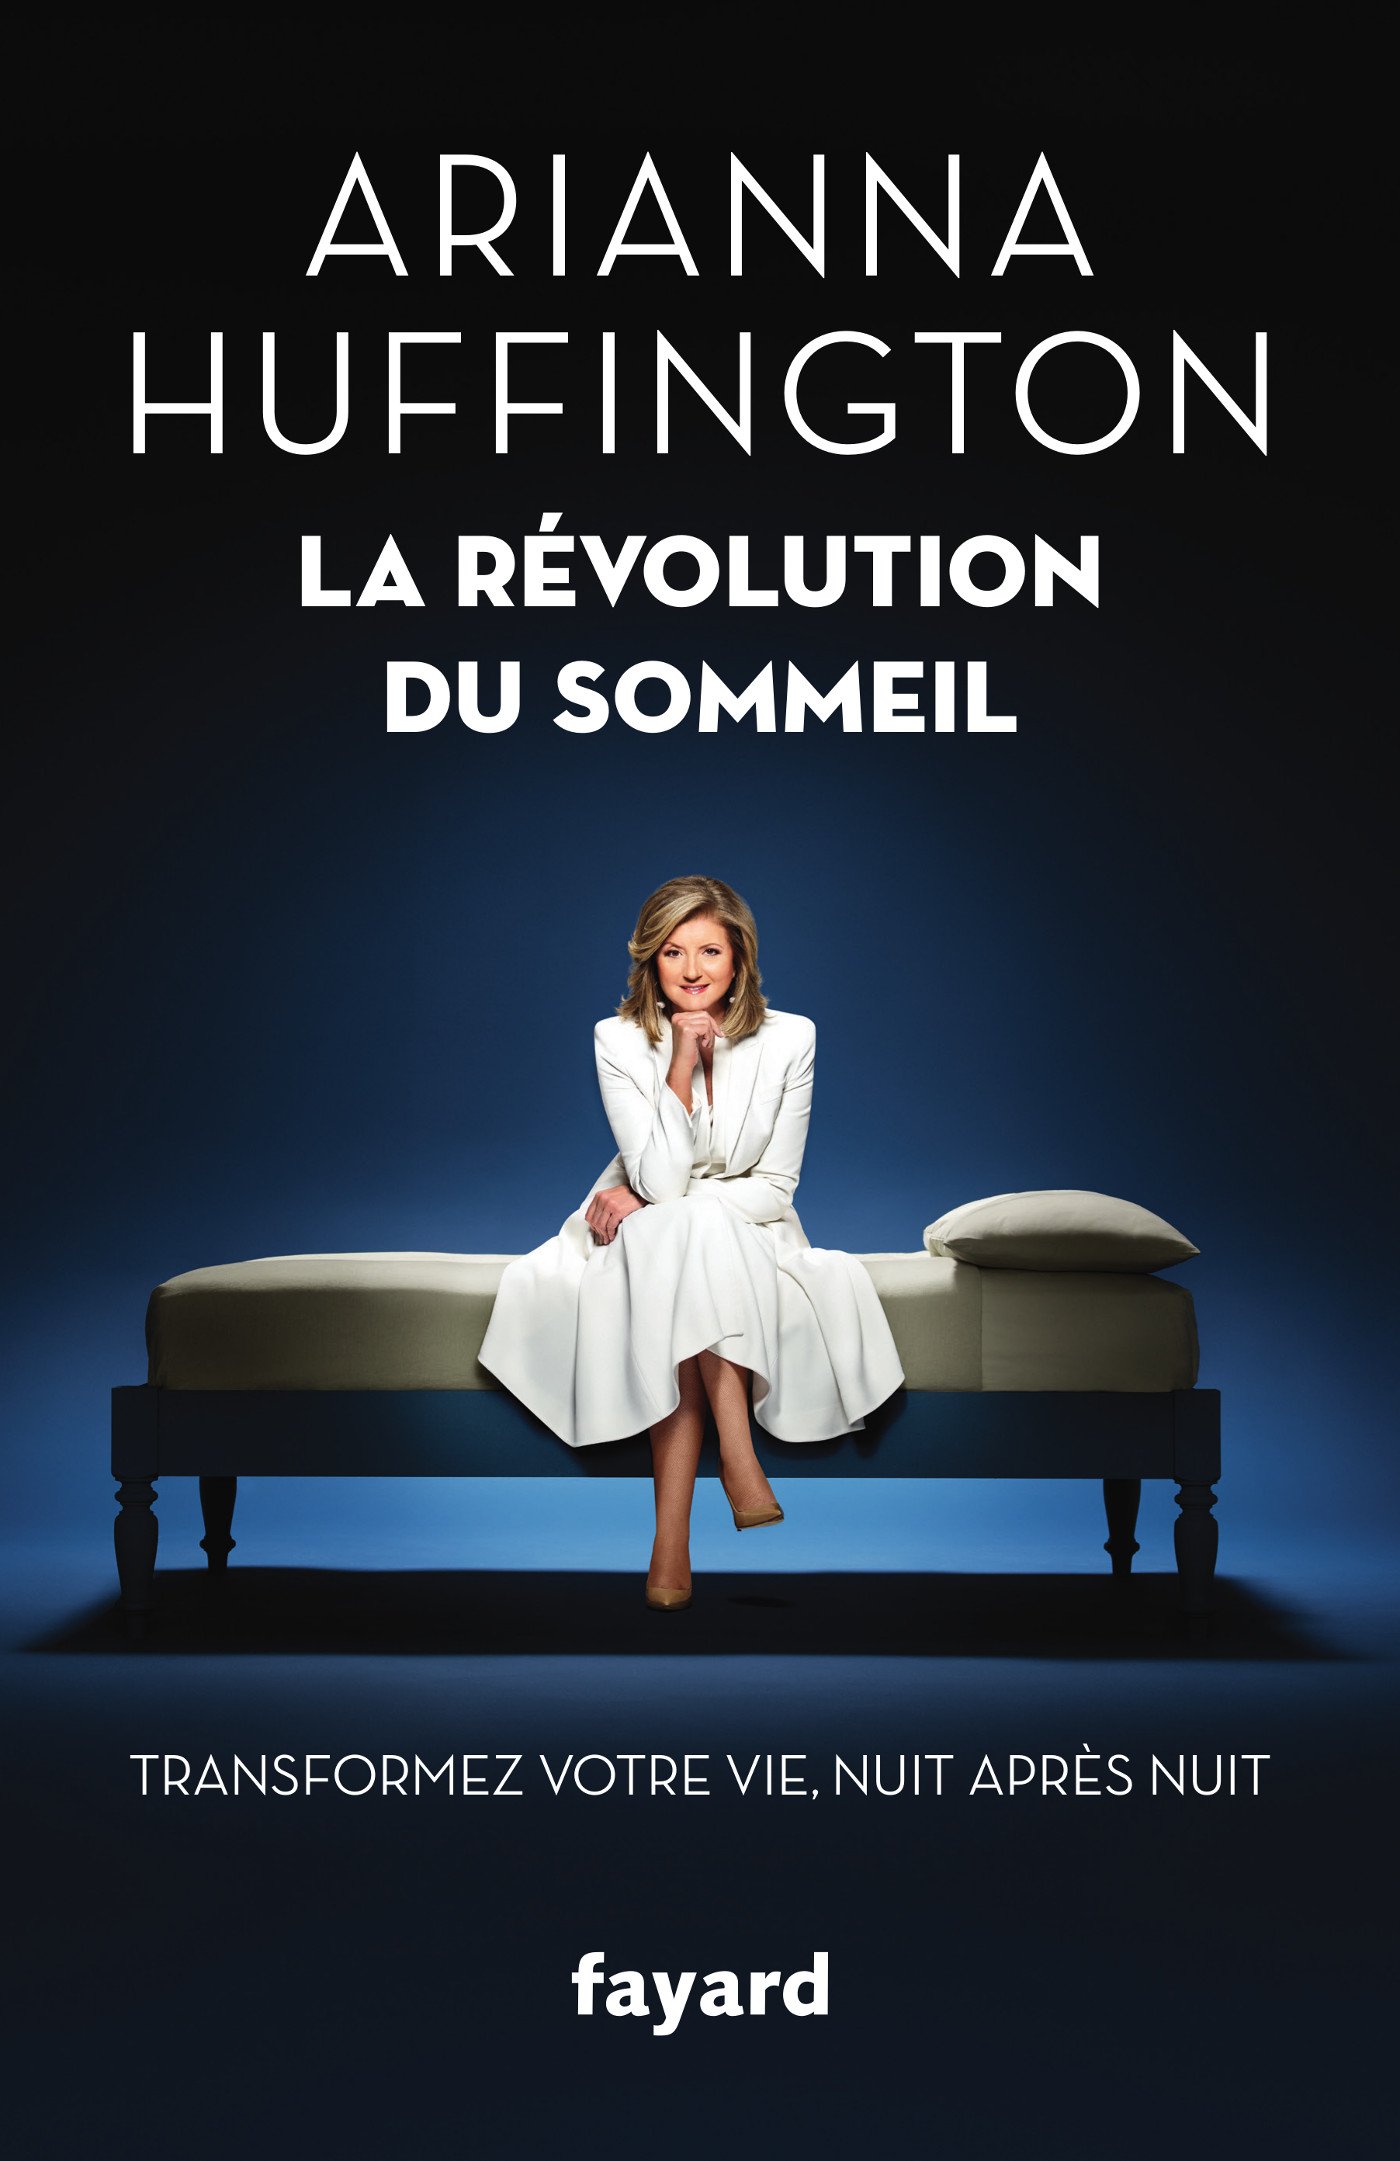 ARIANNA
HUFFINGTON
LA RÉVOLUTION
DU SOMMEIL
TRANSFORMEZ VOTRE VIE, NUIT APRÈS NUIT
fayard